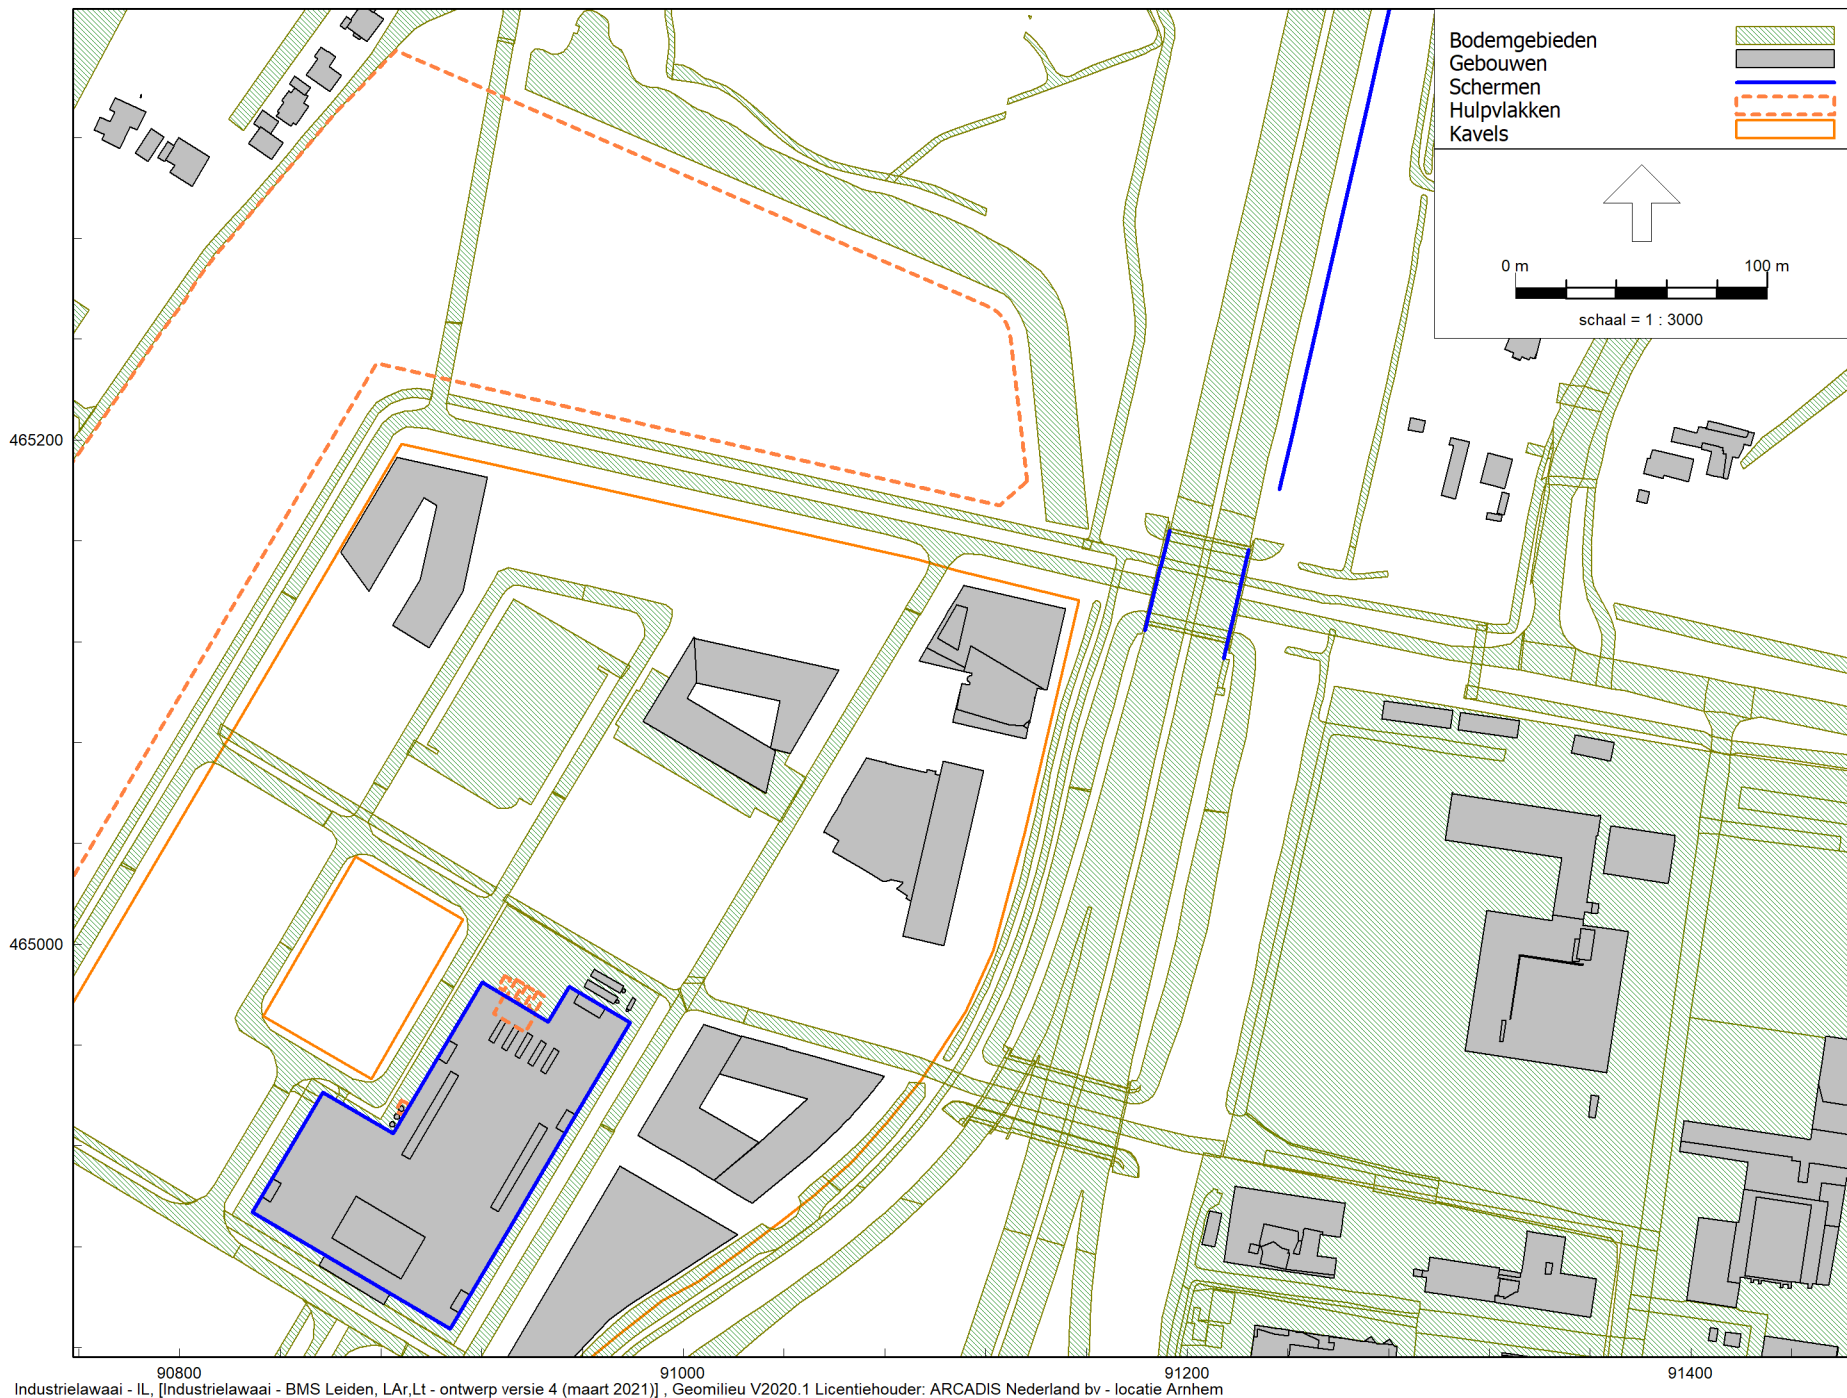 Bodemgebieden
Gebouwen
Schermen
Hulpvlakken
Kavels
0 m 100 m
schaal = 1 : 3000
465200
465000
90800 91000 91200 91400
Industrielawaai - IL, [Industrielawaai - BMS Leiden, LAr,Lt - ontwerp versie 4 (maart 2021)] , Geomilieu V2020.1 Licentiehouder: ARCADIS Nederland bv - locatie Arnhem